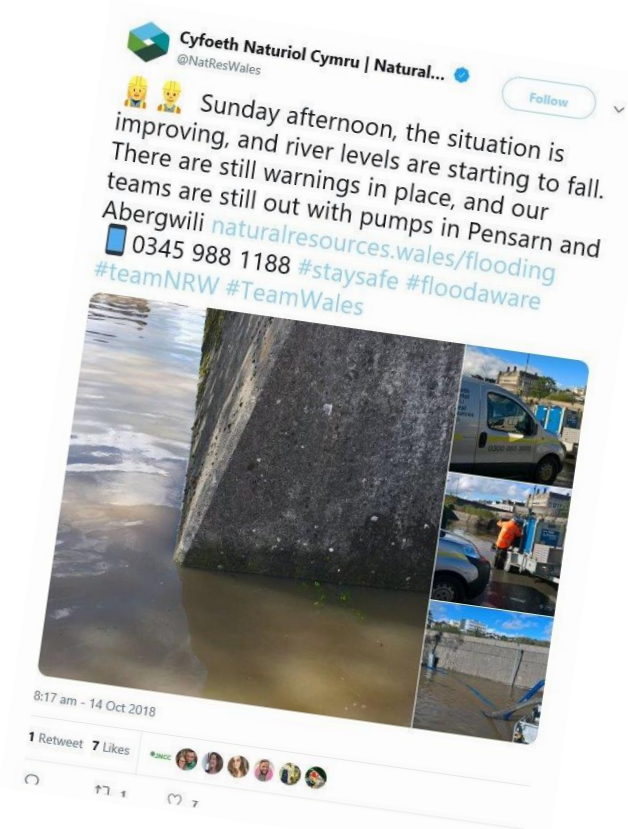 Cyfoeth Naturiol Cymru | Natural...
@NatResWales
Follow
Sunday afternoon, the situation is
improving, and river levels are starting to fall.
There are still warnings in place, and our
teams are still out with pumps in Pensarn and
Abergwili naturalresources.wales/flooding
0345 988 1188 #staysafe #floodaware
#teamNRW #TeamWales
8:17 am - 14 Oct 2018
1 Retweet 7 Likes
JNCC
1 7